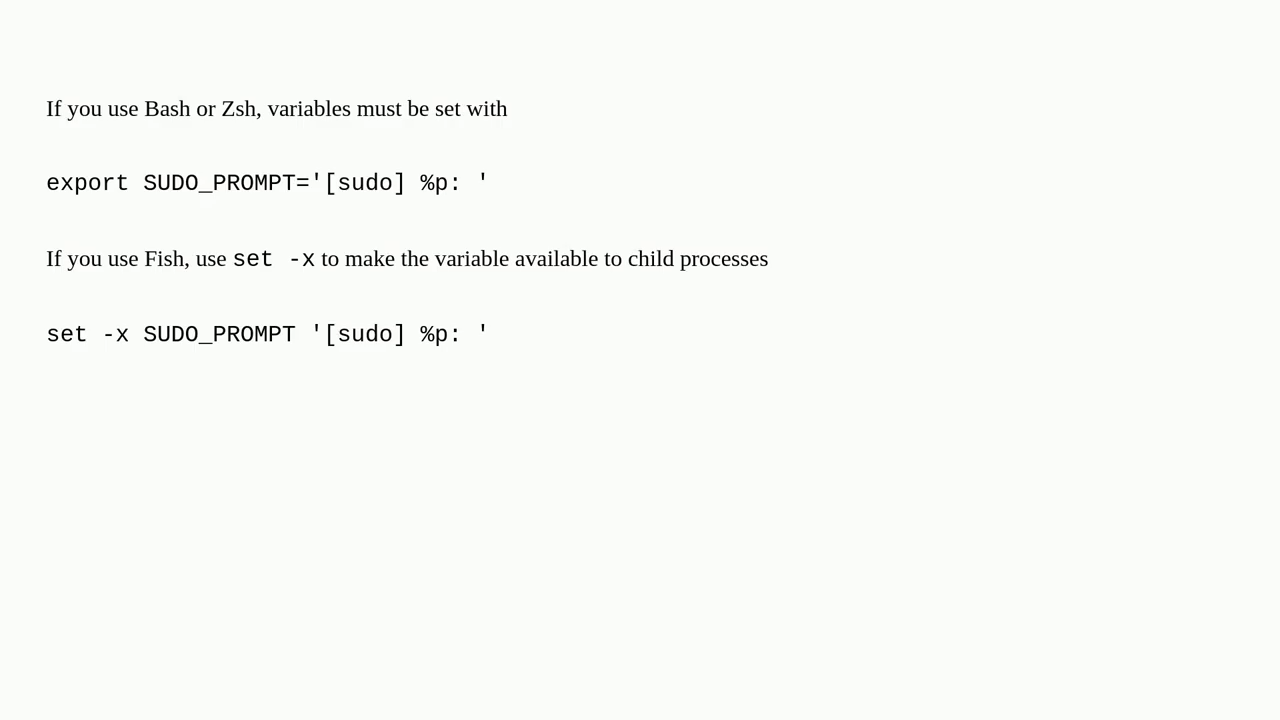 If you use Bash or Zsh, variables must be set with
export SUDO_PROMPT='[sudo] %p: '
If you use Fish, use set -x to make the variable available to child processes
set -x SUDO_PROMPT '[sudo] %p: '